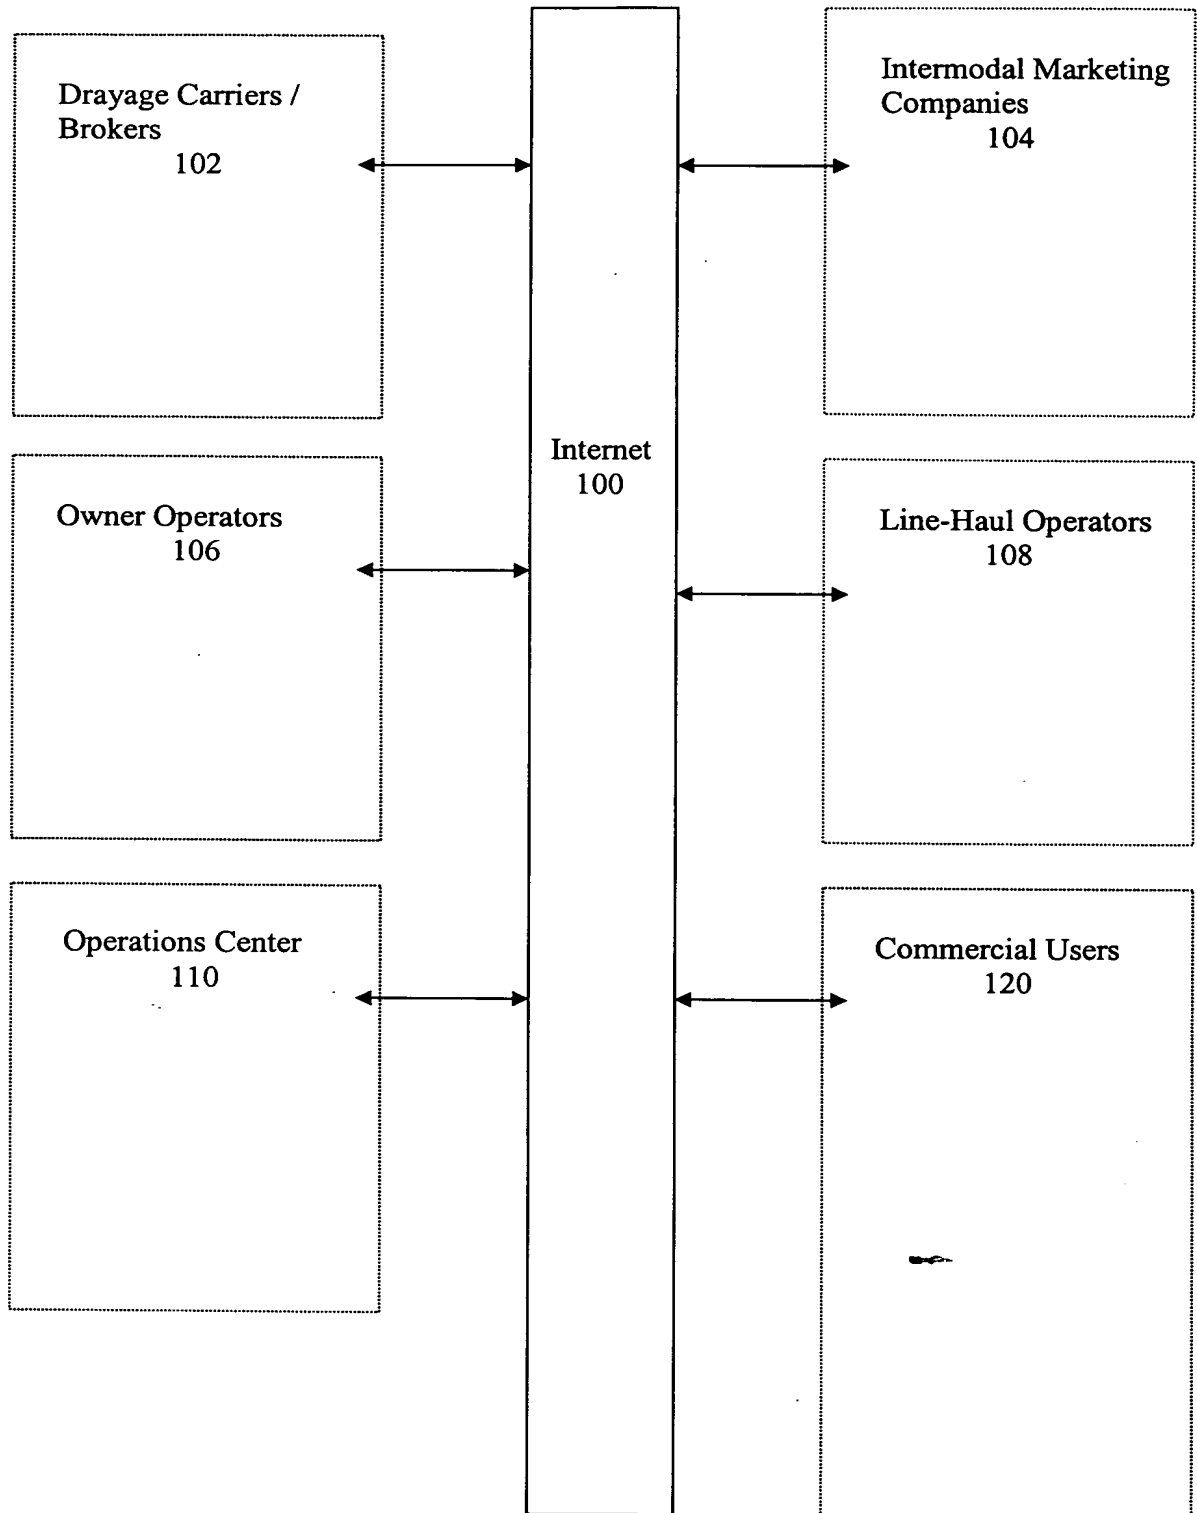 Drayage Carriers /
Brokers
102
Intermodal Marketing
Companies
104
Internet
100
Owner Operators
106
Line-Haul Operators
108
Operations Center
110
Commercial Users
120